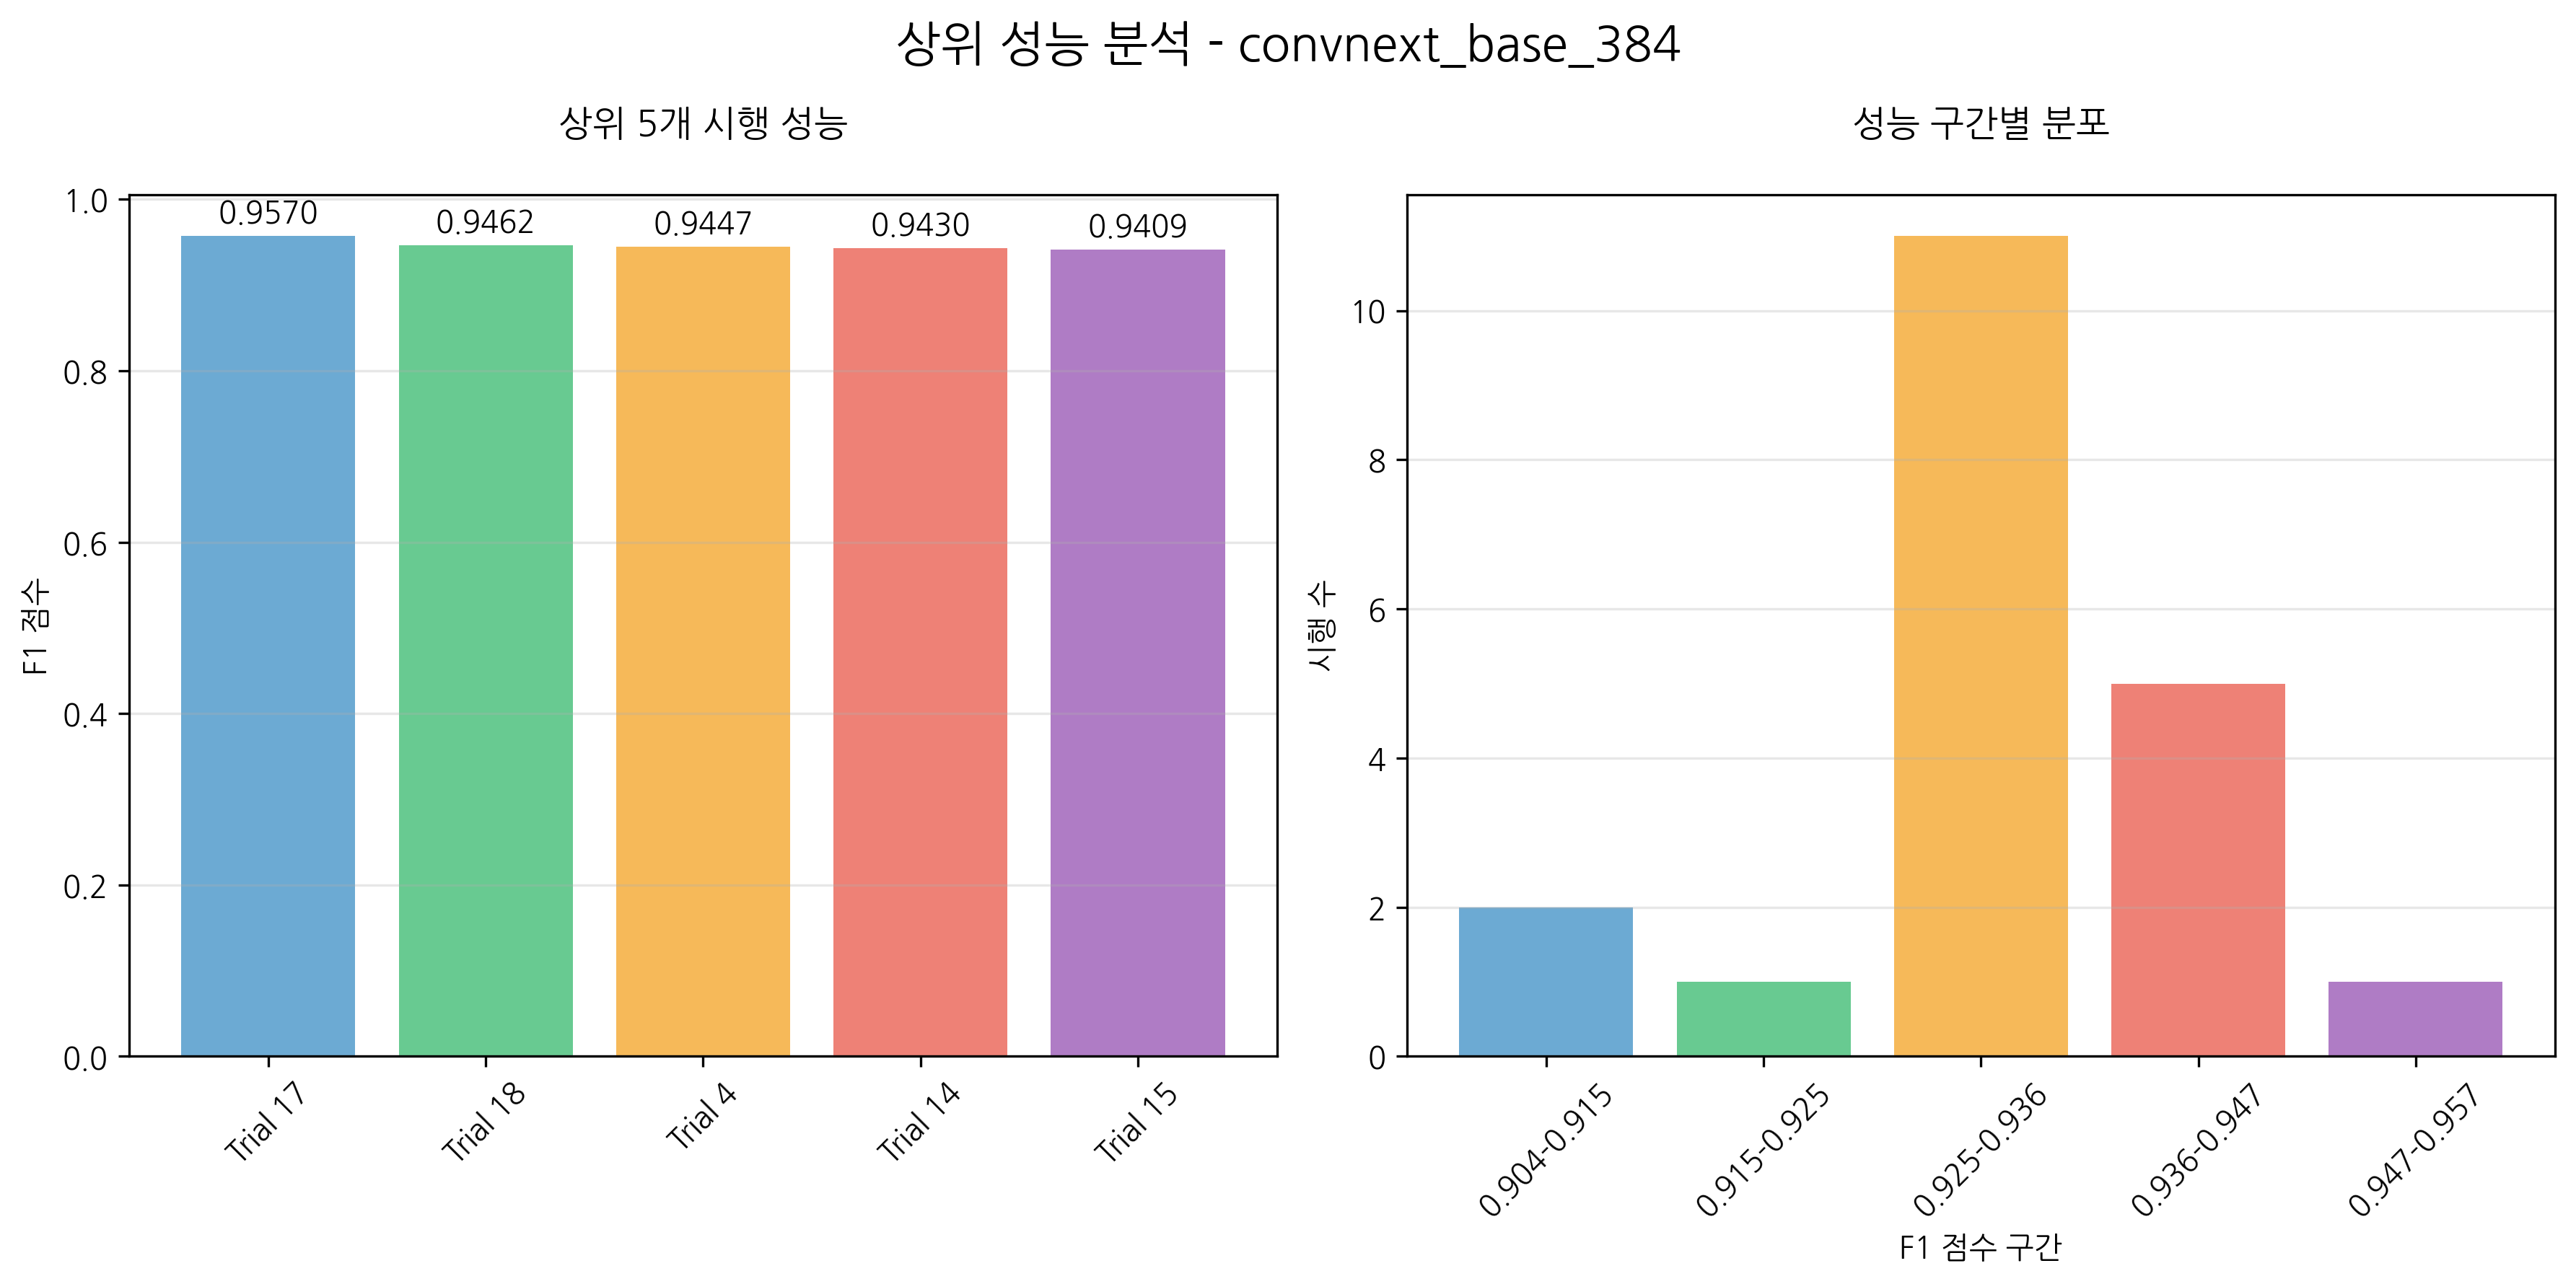 상위 성능 분석 - convnext_base_384
상위 5개 시행 성능
F1 점수
1.0
0.8
0.6
0.4
0.2
0.0
0.9570
0.9462
0.9447
0.9430
0.9409
Trial 17
Trial 18
Trial 4
Trial 14
Trial 15
성능 구간별 분포
시행 수
10
8
6
4
2
0
0.904-0.915
0.915-0.925
0.925-0.936
0.936-0.947
0.947-0.957
F1 점수 구간